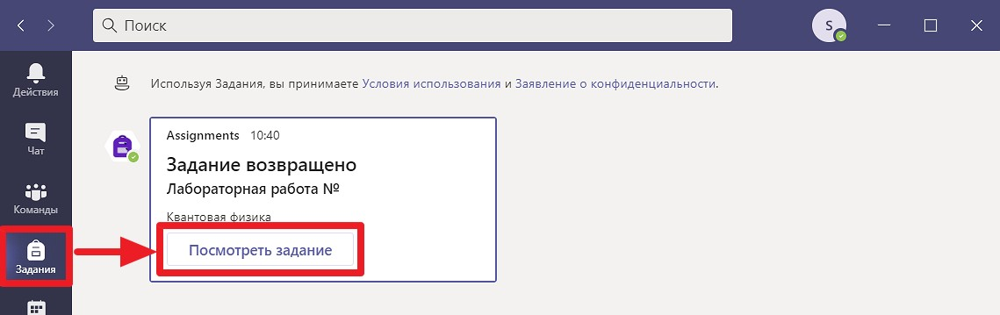 Поиск
S
Действия
Чат
Команды
Задания
Используя Задания, вы принимаете Условия использования и Заявление о конфиденциальности.
Assignments 10:40
Задание возвращено
Лабораторная работа №
Квантовая физика
Посмотреть задание